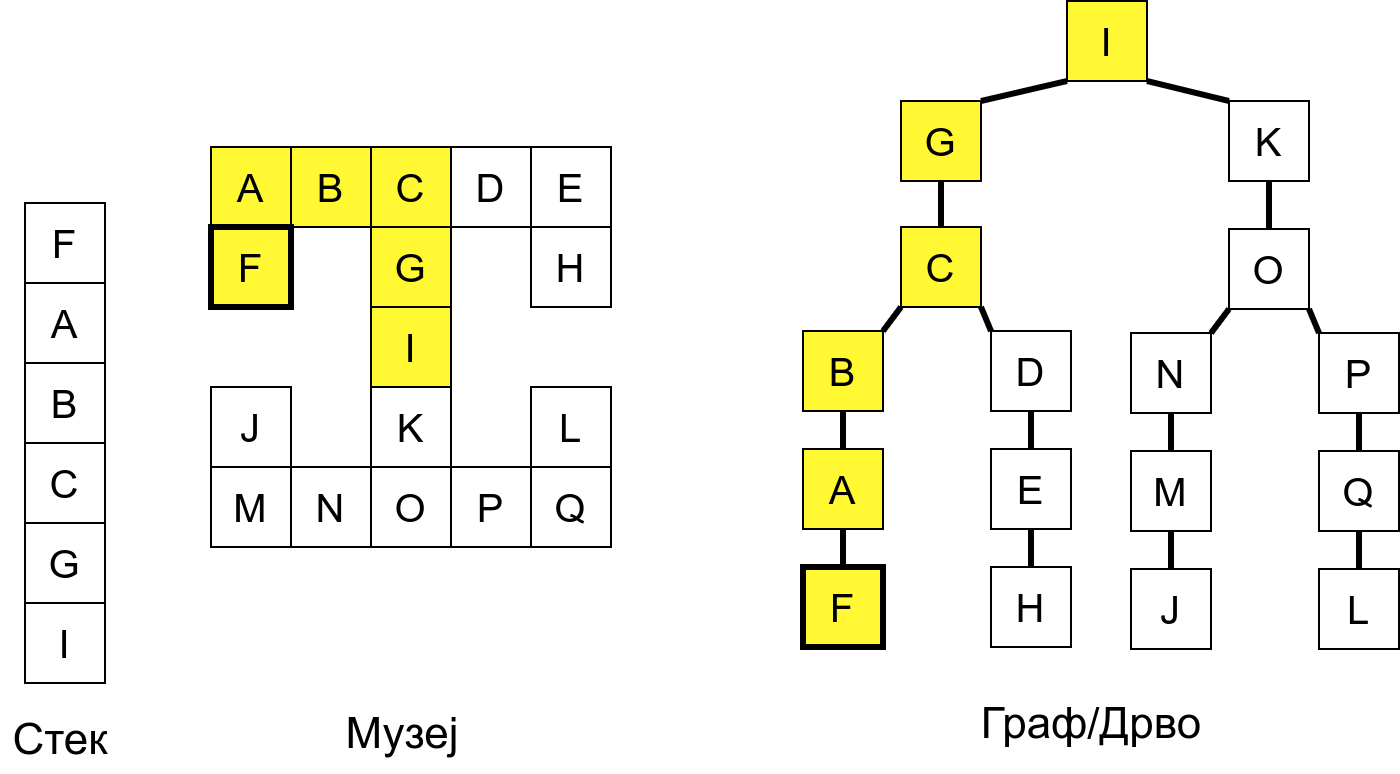 F
A
B
C
G
I
Стек
A B C D E
F G H
I
J K L
M N O P Q
Музеј
I
G K
C O
B D N P
A E M Q
F H J L
Граф/Дрво